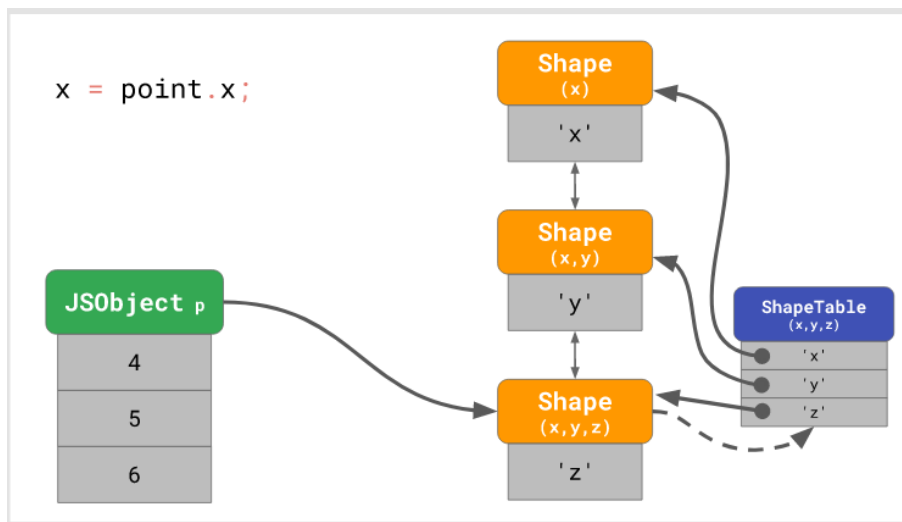 x = point.x;
Shape
(x)
'x'
Shape
(x,y)
'y'
Shape
(x,y,z)
'z'
JSObject p
4
5
6
ShapeTable
(x,y,z)
'x'
'y'
'z'